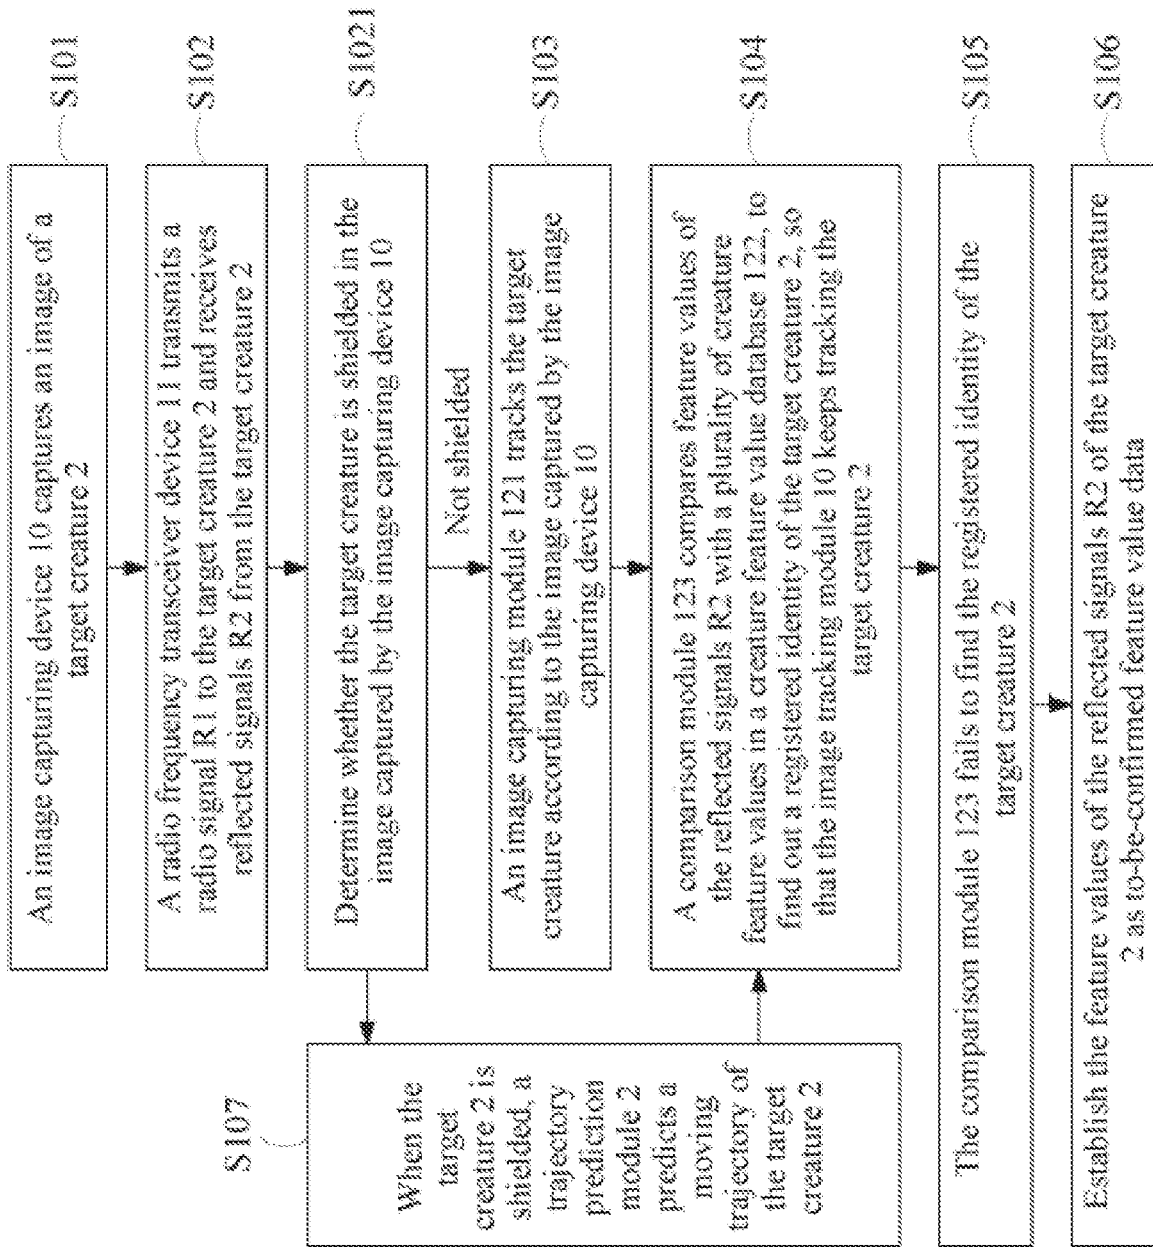 An image capturing device 10 captures an image of a
target creature 2
S101
A radio frequency transceiver device 11 transmits a
radio signal R1 to the target creature 2 and receives
reflected signals R2 from the target creature 2
S102
Determine whether the target creature is shielded in the
image captured by the image capturing device 10
S1021
Not shielded
An image capturing module 121 tracks the target
creature according to the image captured by the image
capturing device 10
S103
S107
When the
target
creature 2 is
shielded, a
trajectory
prediction
module 2
predicts a
moving
trajectory of
the target
creature 2
A comparison module 123 compares feature values of
the reflected signals R2 with a plurality of creature
feature values in a creature feature value database 122, to
find out a registered identity of the target creature 2, so
that the image tracking module 10 keeps tracking the
target creature 2
S104
The comparison module 123 fails to find the registered identity of the
target creature 2
S105
Establish the feature values of the reflected signals R2 of the target creature
2 as to-be-confirmed feature value data
S106